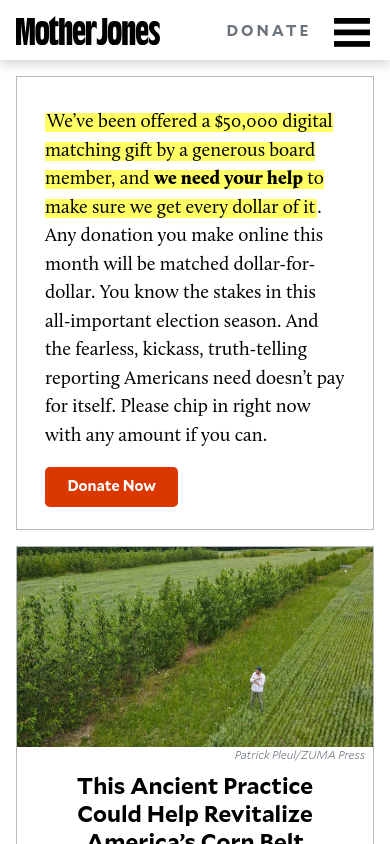 Mother Jones
DONATE
We’ve been offered a $50,000 digital
matching gift by a generous board
member, and we need your help to
make sure we get every dollar of it.
Any donation you make online this
month will be matched dollar-for-
dollar. You know the stakes in this
all-important election season. And
the fearless, kickass, truth-telling
reporting Americans need doesn’t pay
for itself. Please chip in right now
with any amount if you can.
Donate Now
Patrick Pleul/ZUMA Press
This Ancient Practice
Could Help Revitalize
America’s Corn Belt